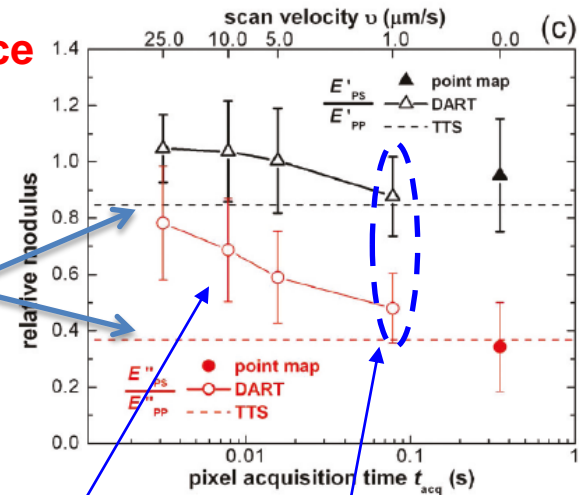 scan velocity υ (μm/s)
25.0 10.0 5.0 1.0 0.0
(c)
1.4
1.2
1.0
0.8
0.6
0.4
0.2
0.0
relative modulus
E'PS
E'PP
point map
DART
TTS
E"PS
E"PP
point map
DART
TTS
0.01 0.1 1
pixel acquisition time tacq (s)